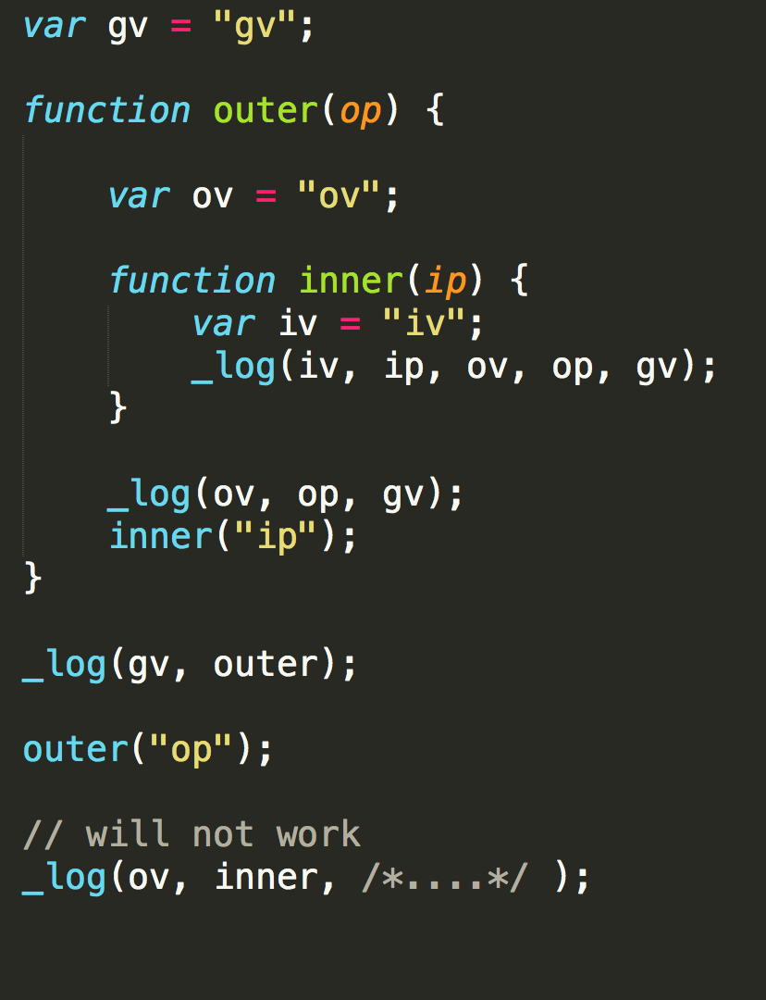 var gv = "gv";
function outer(op) {
var ov = "ov";
function inner(ip) {
var iv = "iv";
_log(iv, ip, ov, op, gv);
}
_log(ov, op, gv);
inner("ip");
}
_log(gv, outer);
outer("op");
// will not work
_log(ov, inner, /*....*/ );